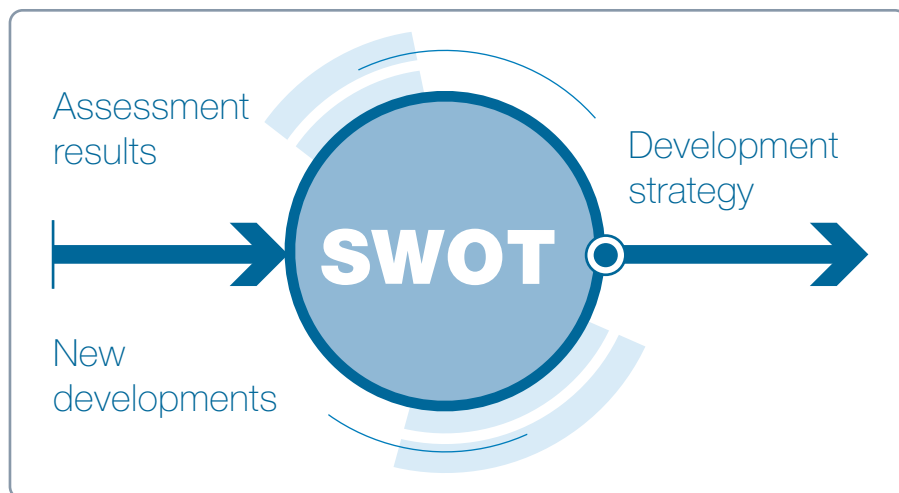 Assessment
results
New
developments
SWOT
Development
strategy